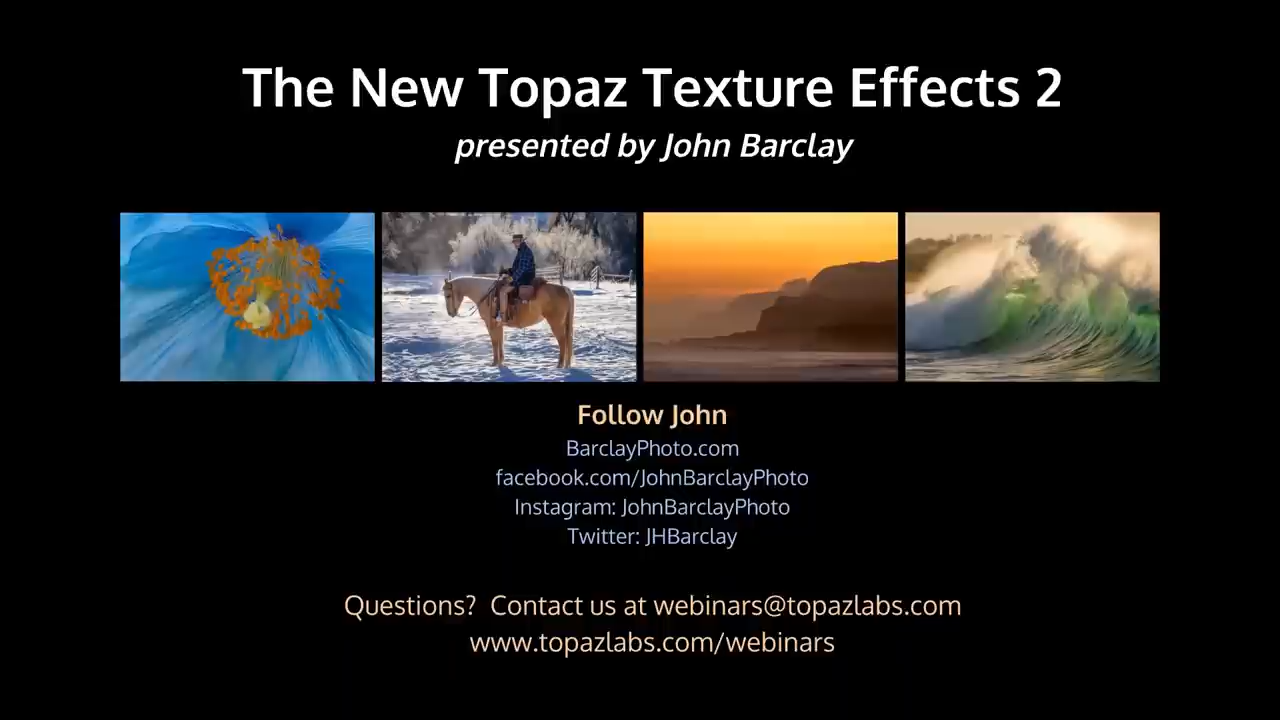 The New Topaz Texture Effects 2
presented by John Barclay
Follow John
BarclayPhoto.com
facebook.com/JohnBarclayPhoto
Instagram: JohnBarclayPhoto
Twitter: JHBarclay
Questions?  Contact us at webinars@topazlabs.com
www.topazlabs.com/webinars